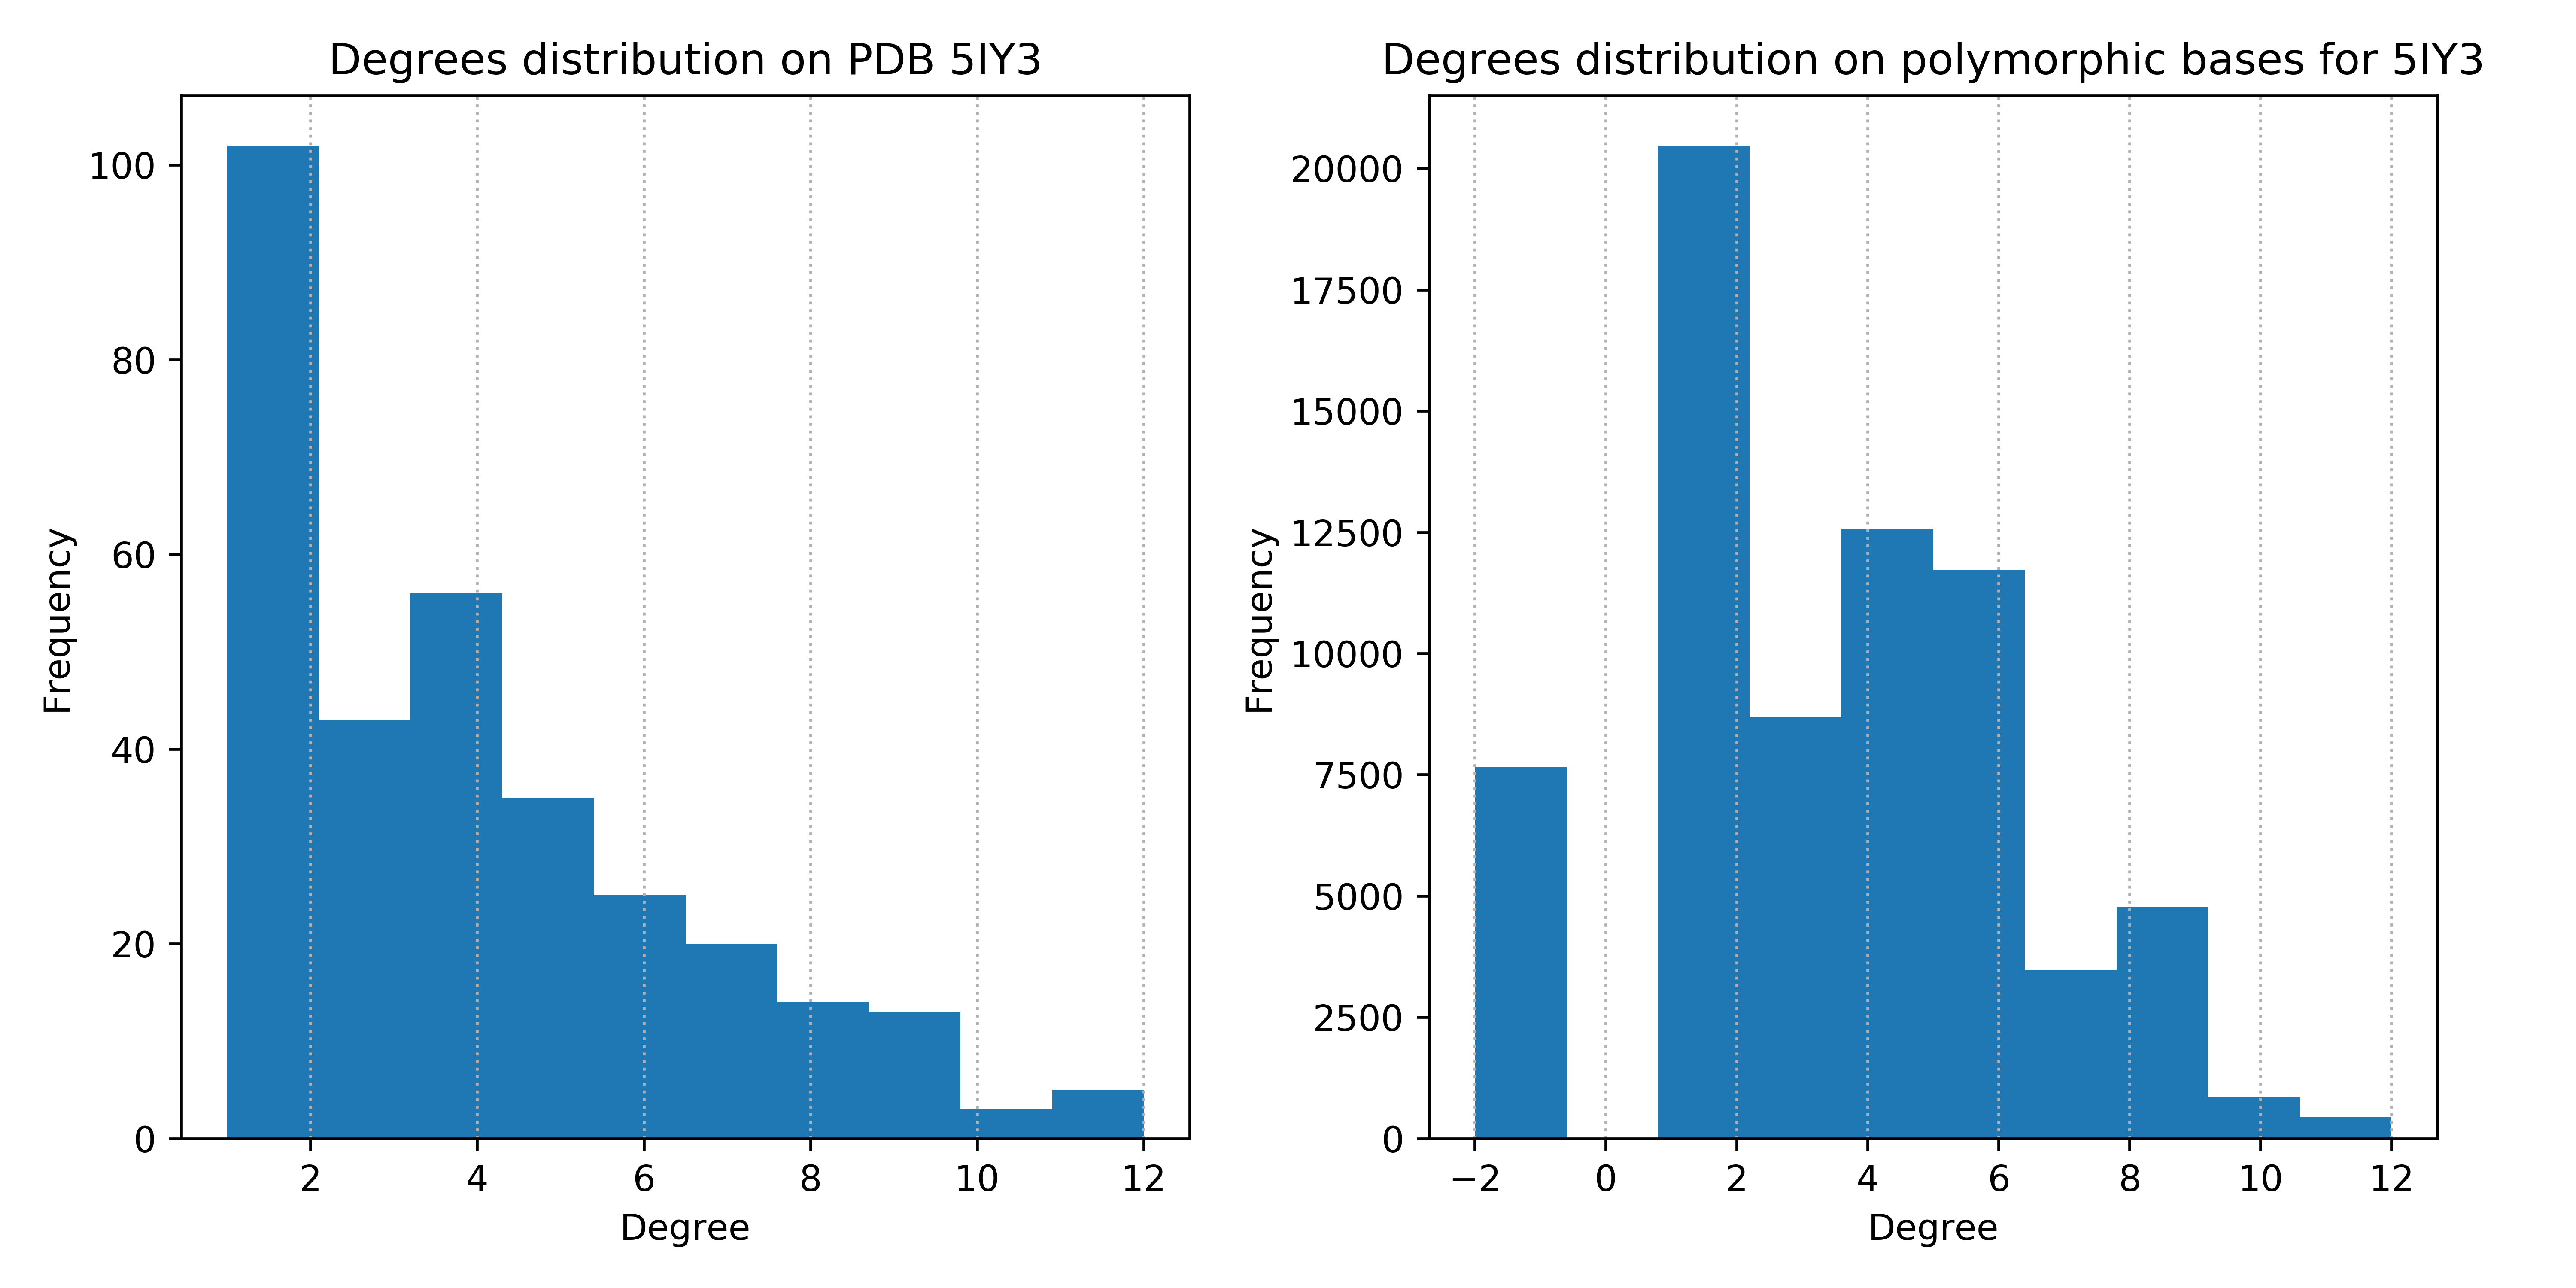 Degrees distribution on PDB 5IY3
Frequency
100
80
60
40
20
0
2 4 6 8 10 12
Degree
Degrees distribution on polymorphic bases for 5IY3
Frequency
20000
17500
15000
12500
10000
7500
5000
2500
0
−2 0 2 4 6 8 10 12
Degree